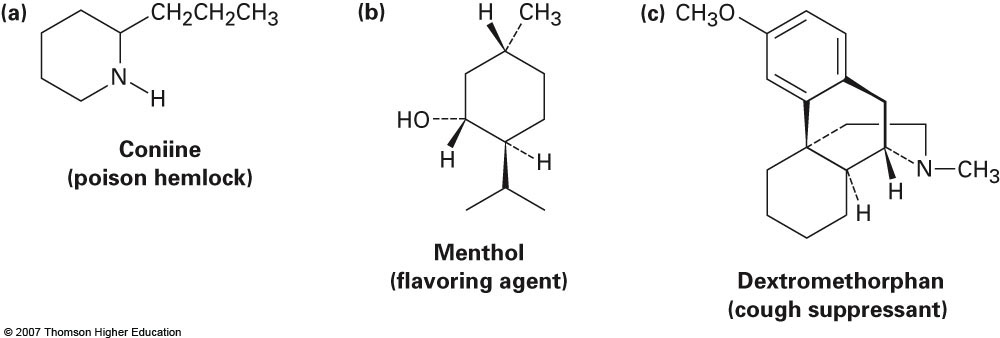 (a)
CH2CH2CH3
N
H
Coniine
(poison hemlock)
(b)
H
CH3
HO
H
H
Menthol
(flavoring agent)
(c)
CH3O
N—CH3
H
H
Dextromethorphan
(cough suppressant)
© 2007 Thomson Higher Education